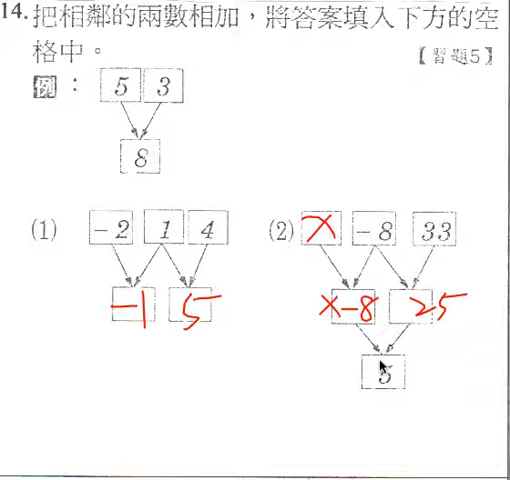 14. 把相鄰的兩數相加，將答案填入下方的空
格中。 【習題5】
例： 5 3
8
(1) -2 1 4 (2) x -8 33
-1 5 x-8 25
5